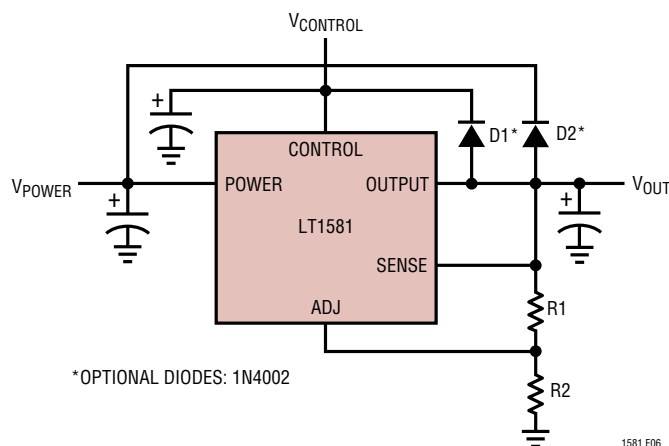 VCONTROL
+
D1*
D2*
CONTROL
VPOWER
POWER
OUTPUT
VOUT
+
+
LT1581
SENSE
ADJ
R1
*OPTIONAL DIODES: 1N4002
R2
1581 F06